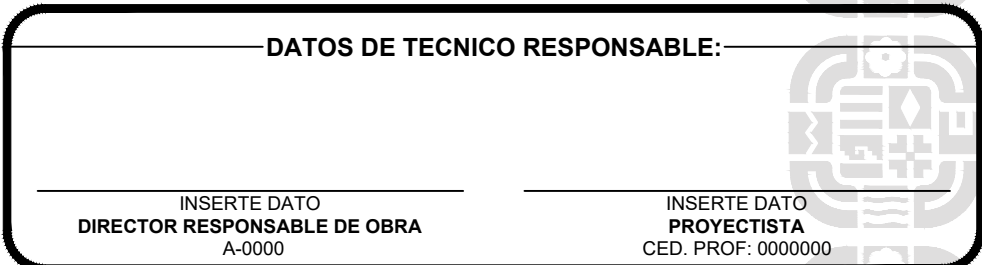 DATOS DE TECNICO RESPONSABLE:
INSERTE DATO
DIRECTOR RESPONSABLE DE OBRA
A-0000
INSERTE DATO
PROYECTISTA
CED. PROF: 0000000